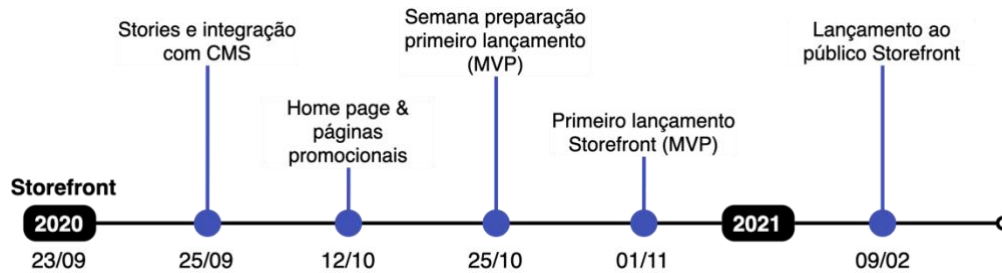 Stories e integração
com CMS
Home page &
páginas
promocionais
Semana preparação
primeiro lançamento
(MVP)
Primeiro lançamento
Storefront (MVP)
Lançamento ao
público Storefront
Storefront
2020
2021
23/09
25/09
12/10
25/10
01/11
09/02